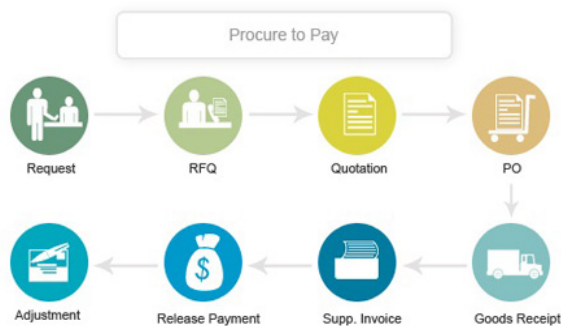 Procure to Pay
Request
RFQ
Quotation
PO
Goods Receipt
Supp. Invoice
Release Payment
Adjustment